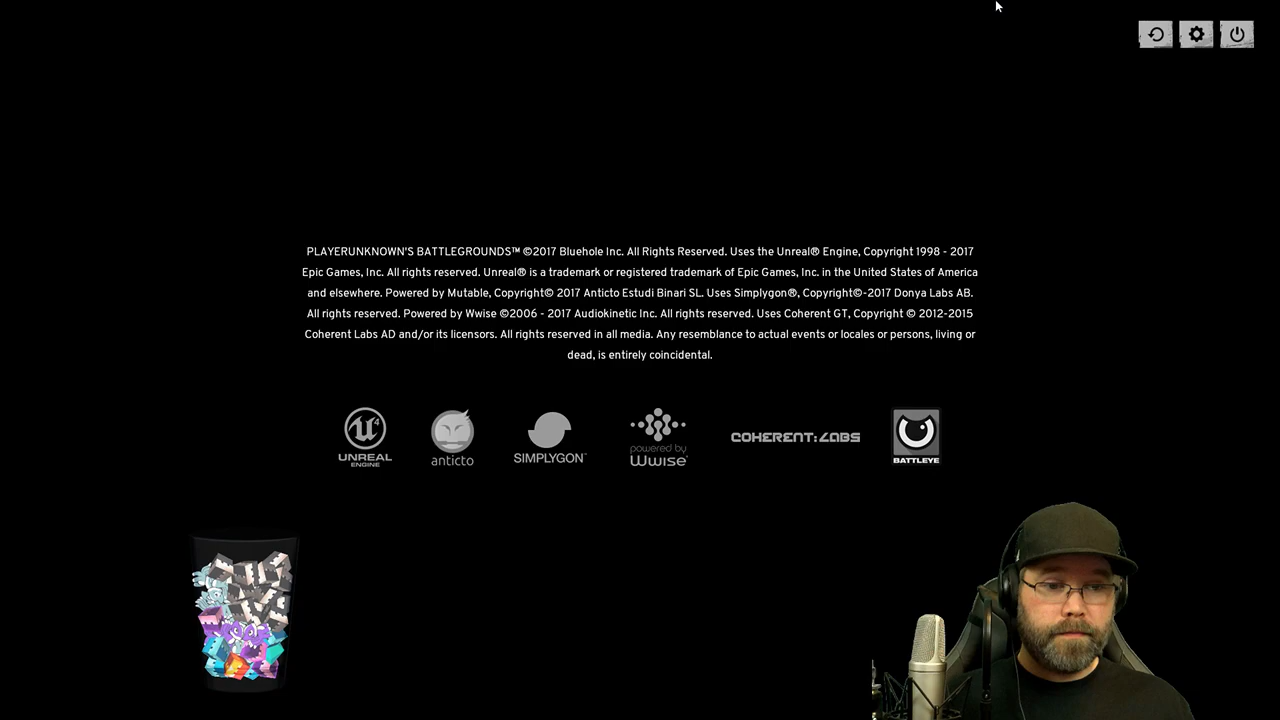 PLAYERUNKNOWN'S BATTLEGROUNDS™ ©2017 Bluehole Inc. All Rights Reserved. Uses the Unreal® Engine, Copyright 1998 - 2017
Epic Games, Inc. All rights reserved. Unreal® is a trademark or registered trademark of Epic Games, Inc. in the United States of America
and elsewhere. Powered by Mutable, Copyright© 2017 Anticto Estudi Binari SL. Uses Simplygon®, Copyright©-2017 Donya Labs AB.
All rights reserved. Powered by Wwise ©2006 - 2017 Audiokinetic Inc. All rights reserved. Uses Coherent GT, Copyright © 2012-2015
Coherent Labs AD and/or its licensors. All rights reserved in all media. Any resemblance to actual events or locales or persons, living or
dead, is entirely coincidental.
UNREAL
ENGINE
4
anticto
SIMPLYGON™
powered by
Wwise
COHERENT:LABS
BATTLEYE